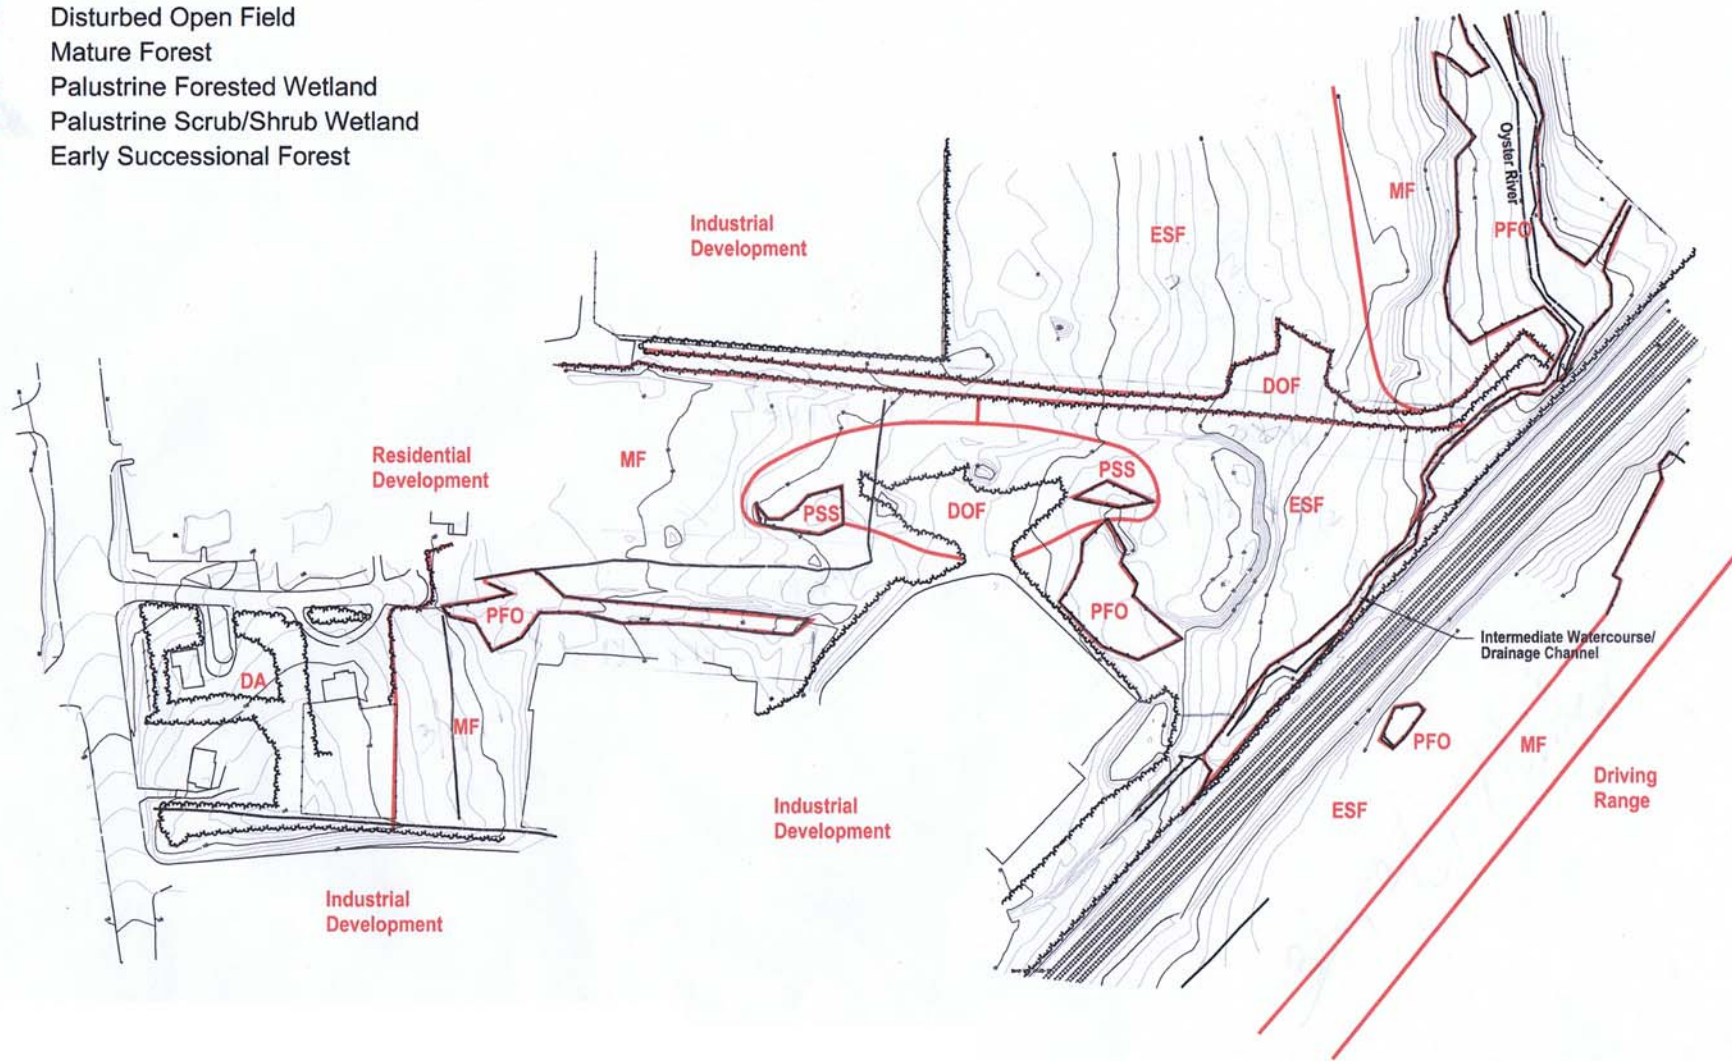 Disturbed Open Field
Mature Forest
Palustrine Forested Wetland
Palustrine Scrub/Shrub Wetland
Early Successional Forest
Oyster River
MF
Industrial
Development
ESF
PFO
DOF
Residential
Development
MF
PSS
PSS
DOF
ESF
PFO
PFO
Intermediate Watercourse/
Drainage Channel
DA
MF
PFO
MF
Driving
Range
Industrial
Development
ESF
Industrial
Development